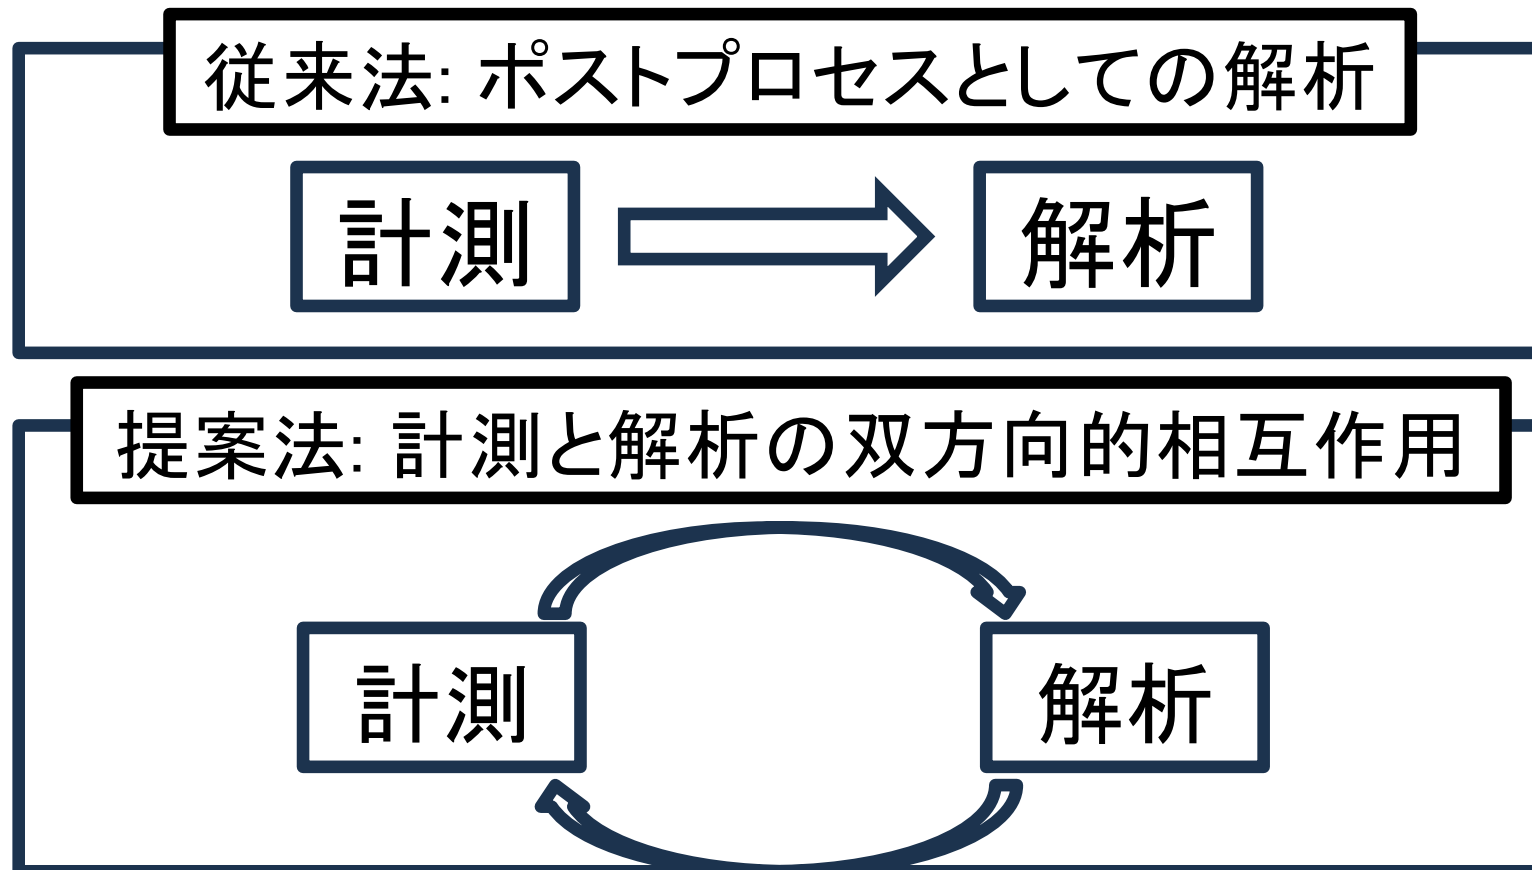 従来法: ポストプロセスとしての解析
計測
解析
提案法: 計測と解析の双方向的相互作用
計測
解析